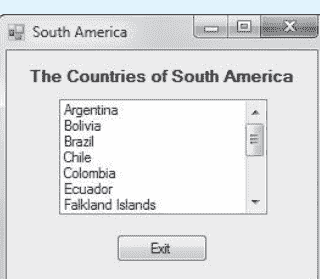 South America
The Countries of South America
Argentina
Bolivia
Brazil
Chile
Colombia
Ecuador
Falkland Islands
Exit